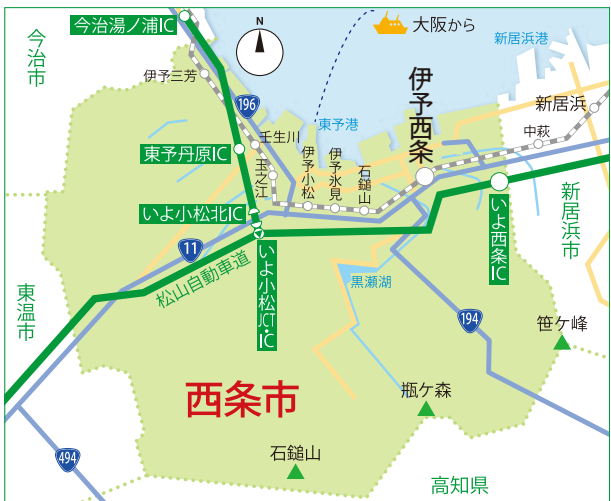 今治湯ノ浦IC
N
大阪から
新居浜港
今治市
伊予三芳
196
東予港
伊予西条
新居浜
中萩
壬生川
東予丹原IC
玉之江
伊予小松
伊予氷見
石鎚山
いよ小松北IC
11
いよ小松JCT・IC
いよ西条IC
新居浜市
松山自動車道
黒瀬湖
東温市
194
笹ケ峰
西条市
瓶ケ森
石鎚山
494
高知県